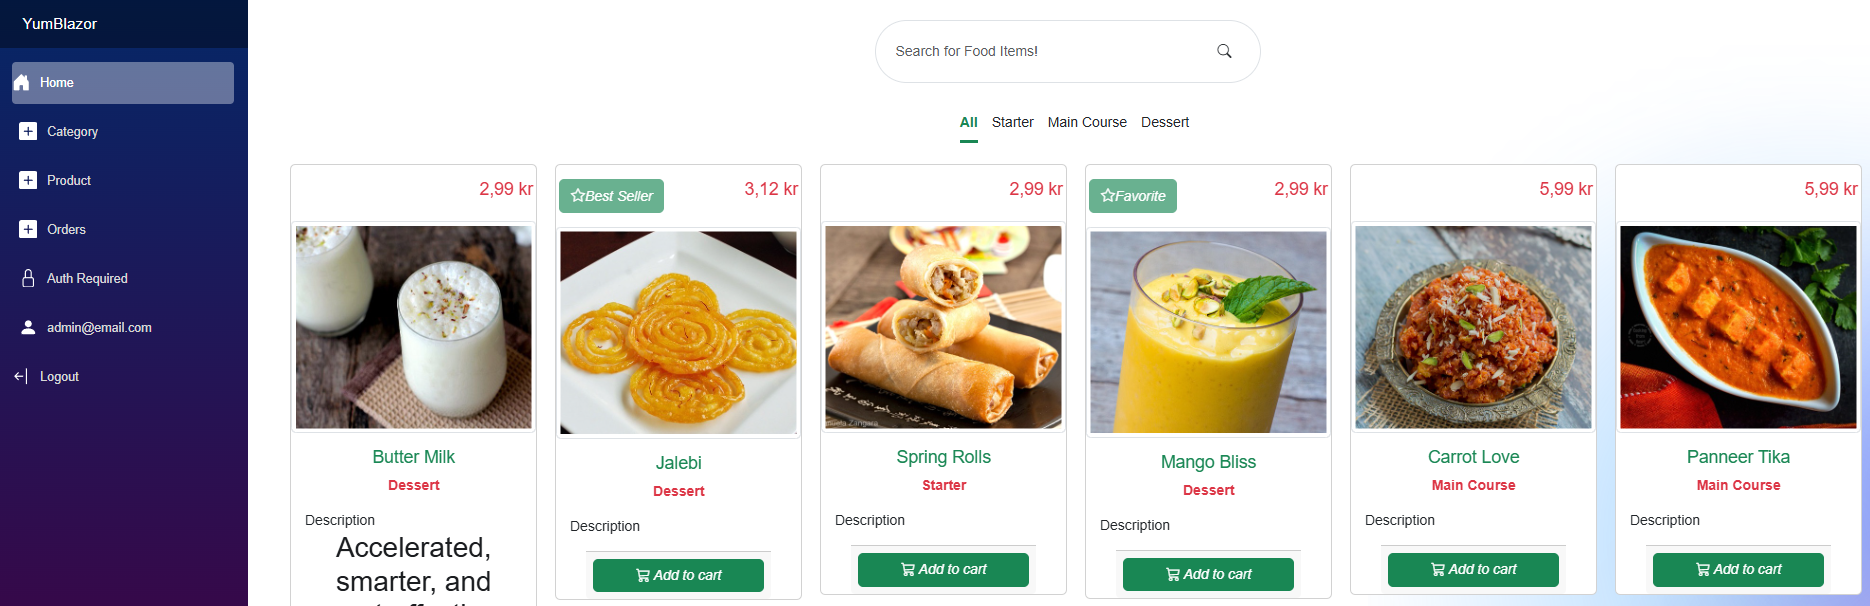 YumBlazor
Home
Category
Product
Orders
Auth Required
admin@email.com
Logout
Search for Food Items!
All Starter Main Course Dessert
2,99 kr
Butter Milk
Dessert
Description
Accelerated,
smarter, and
Best Seller 3,12 kr
Jalebi
Dessert
Description
Add to cart
2,99 kr
Spring Rolls
Starter
Description
Add to cart
Favorite 2,99 kr
Mango Bliss
Dessert
Description
Add to cart
5,99 kr
Carrot Love
Main Course
Description
Add to cart
5,99 kr
Panneer Tika
Main Course
Description
Add to cart